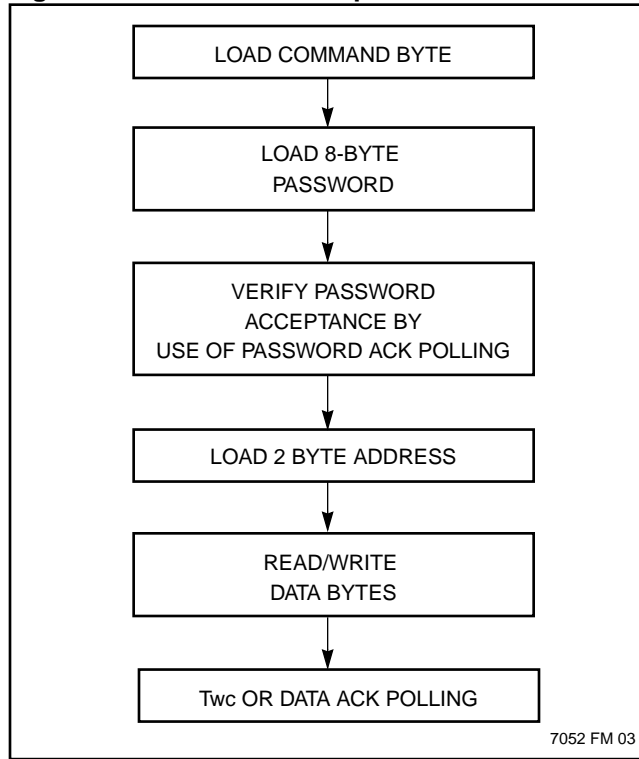 LOAD COMMAND BYTE
LOAD 8-BYTE
PASSWORD
VERIFY PASSWORD
ACCEPTANCE BY
USE OF PASSWORD ACK POLLING
LOAD 2 BYTE ADDRESS
READ/WRITE
DATA BYTES
Twc OR DATA ACK POLLING
7052 FM 03